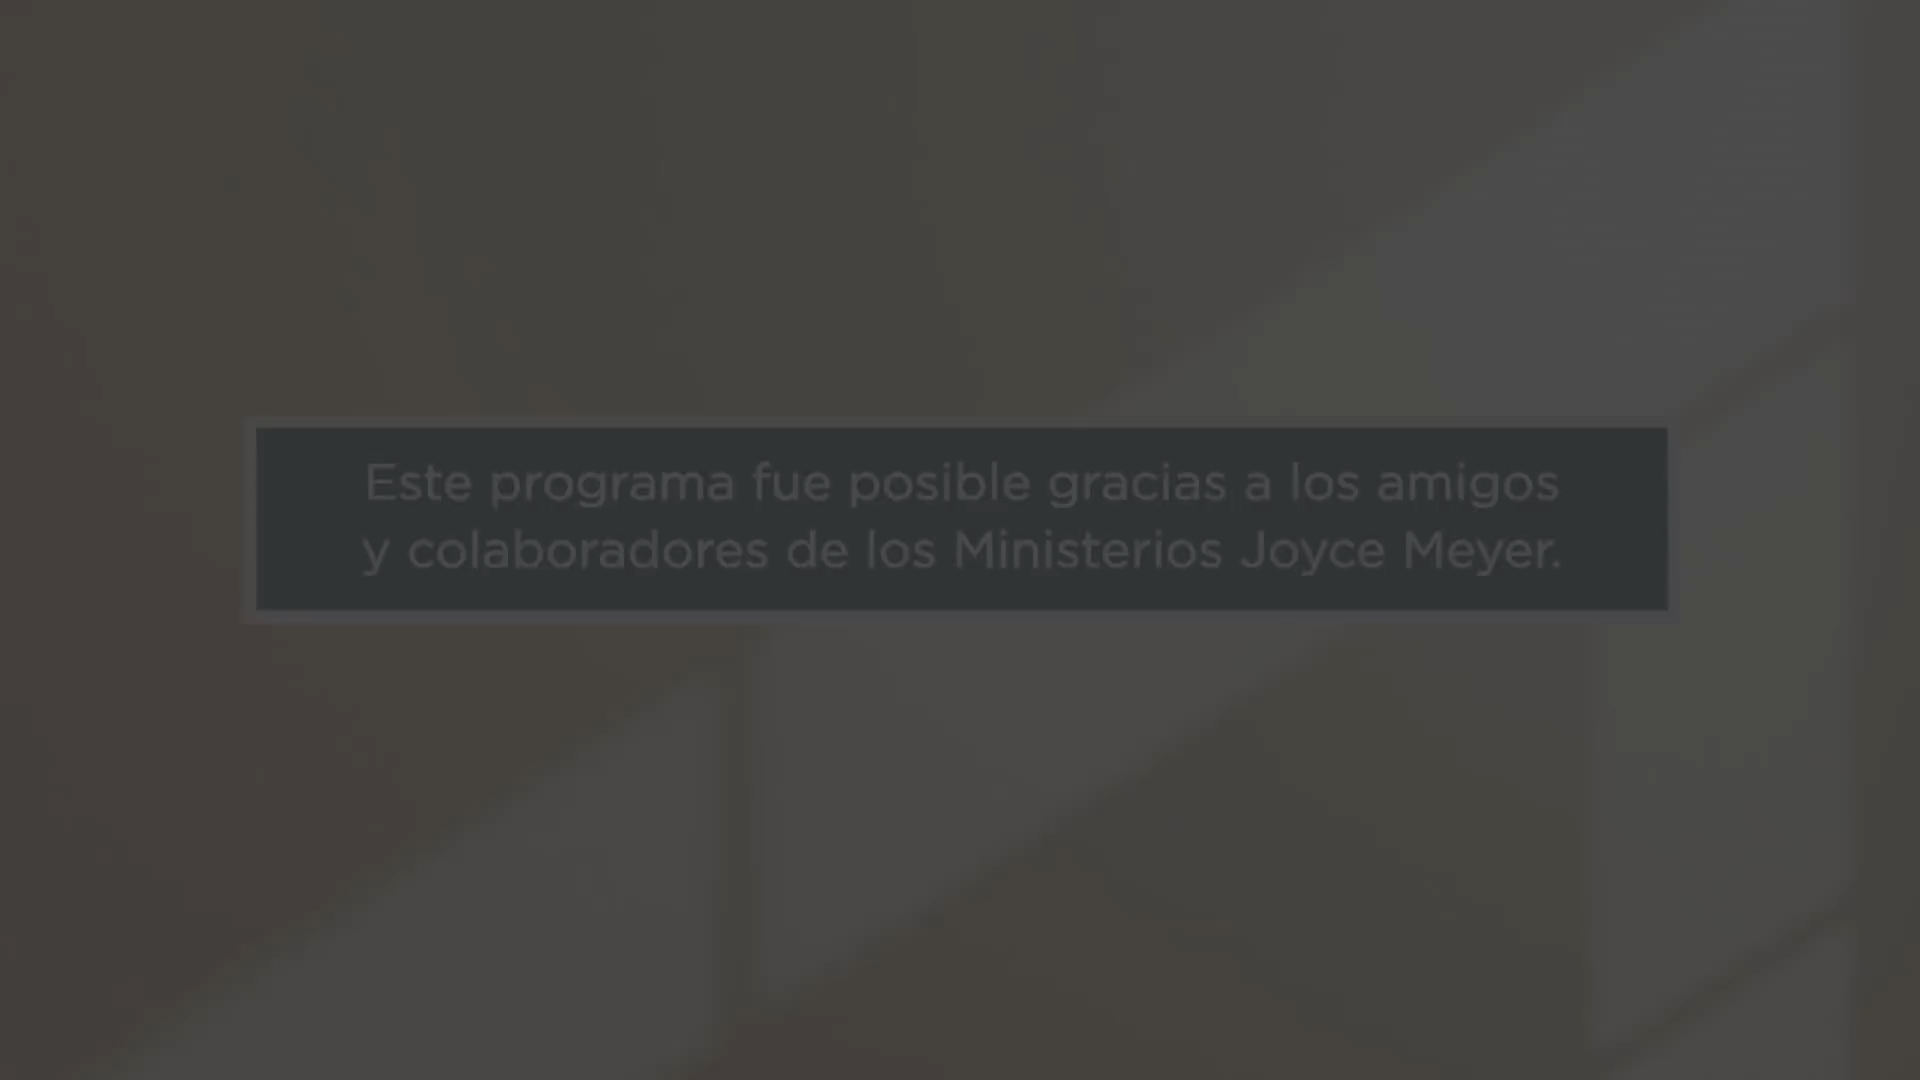 Este programa fue posible gracias a los amigos
y colaboradores de los Ministerios Joyce Meyer.